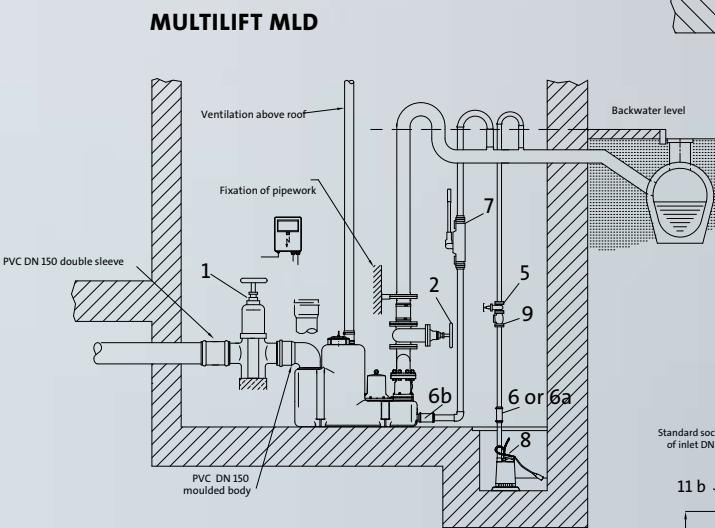 MULTILIFT MLD
Ventilation above roof
Backwater level
Fixation of pipework
7
PVC DN 150 double sleeve
1
2
5
9
6b
6 or 6a
8
Standard soc
of inlet DN
PVC DN 150
moulded body
11 b